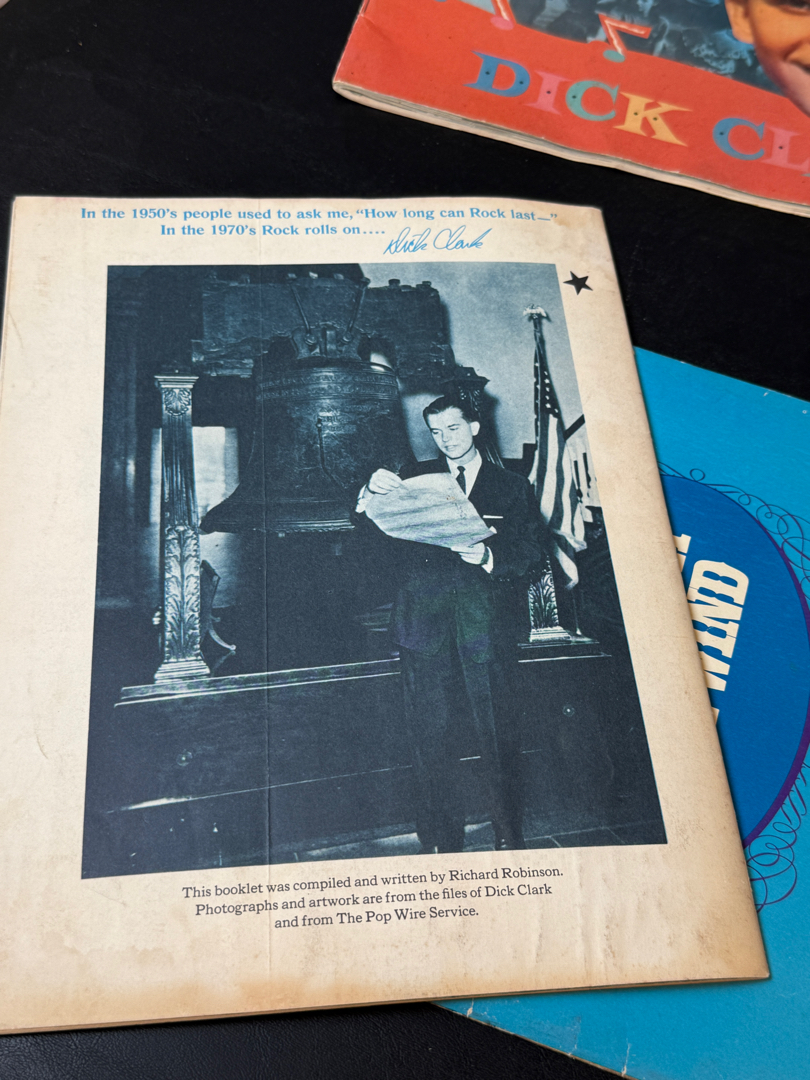 DICK CL
In the 1950's people used to ask me, "How long can Rock last—"
In the 1970's Rock rolls on....
Dick Clark
WIND
This booklet was compiled and written by Richard Robinson.
Photographs and artwork are from the files of Dick Clark
and from The Pop Wire Service.